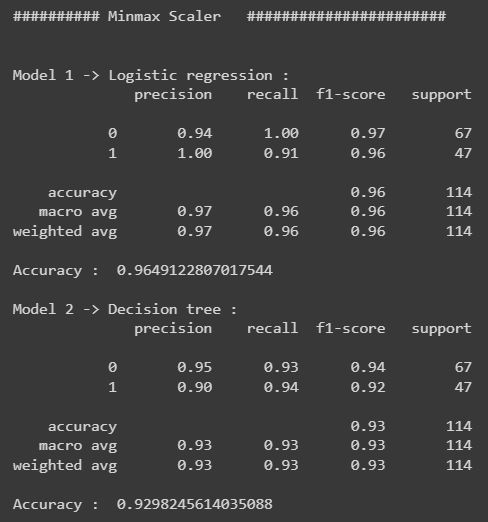 ########## Minmax Scaler   #######################
Model 1 -> Logistic regression :
precision    recall  f1-score   support
0       0.94      1.00      0.97        67
1       1.00      0.91      0.96        47
accuracy                           0.96       114
macro avg       0.97      0.96      0.96       114
weighted avg       0.97      0.96      0.96       114
Accuracy :  0.9649122807017544
Model 2 -> Decision tree :
precision    recall  f1-score   support
0       0.95      0.93      0.94        67
1       0.90      0.94      0.92        47
accuracy                           0.93       114
macro avg       0.93      0.93      0.93       114
weighted avg       0.93      0.93      0.93       114
Accuracy :  0.9298245614035088